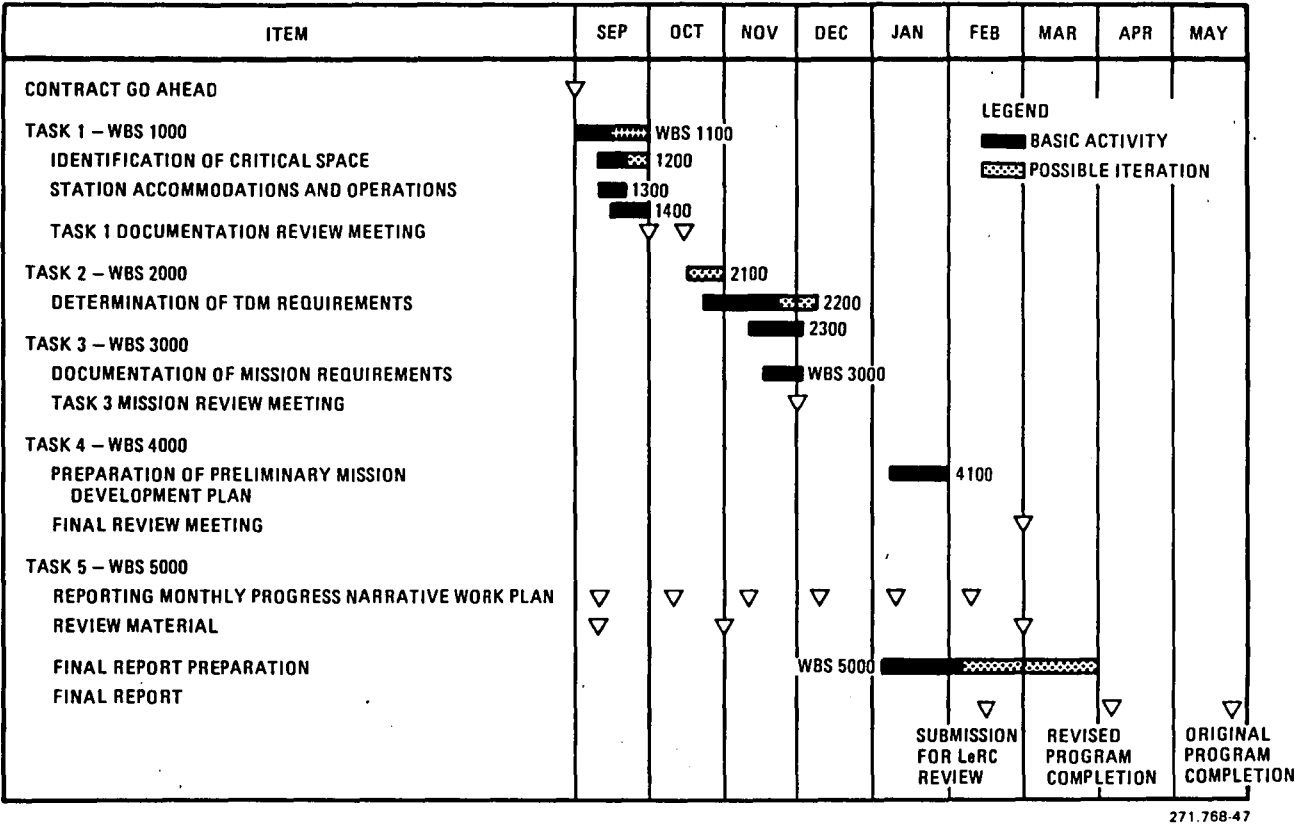 ITEM SEP OCT NOV DEC JAN FEB MAR APR MAY
CONTRACT GO AHEAD
LEGEND
TASK 1 – WBS 1000 WBS 1100 BASIC ACTIVITY
IDENTIFICATION OF CRITICAL SPACE 1200 POSSIBLE ITERATION
STATION ACCOMMODATIONS AND OPERATIONS 1300
1400
TASK 1 DOCUMENTATION REVIEW MEETING
TASK 2 – WBS 2000 2100
DETERMINATION OF TDM REQUIREMENTS 2200
2300
TASK 3 – WBS 3000
DOCUMENTATION OF MISSION REQUIREMENTS WBS 3000
TASK 3 MISSION REVIEW MEETING
TASK 4 – WBS 4000
PREPARATION OF PRELIMINARY MISSION 4100
DEVELOPMENT PLAN
FINAL REVIEW MEETING
TASK 5 – WBS 5000
REPORTING MONTHLY PROGRESS NARRATIVE WORK PLAN
REVIEW MATERIAL
FINAL REPORT PREPARATION WBS 5000
FINAL REPORT
SUBMISSION REVISED ORIGINAL
FOR LeRC PROGRAM PROGRAM
REVIEW COMPLETION COMPLETION
271.768-47